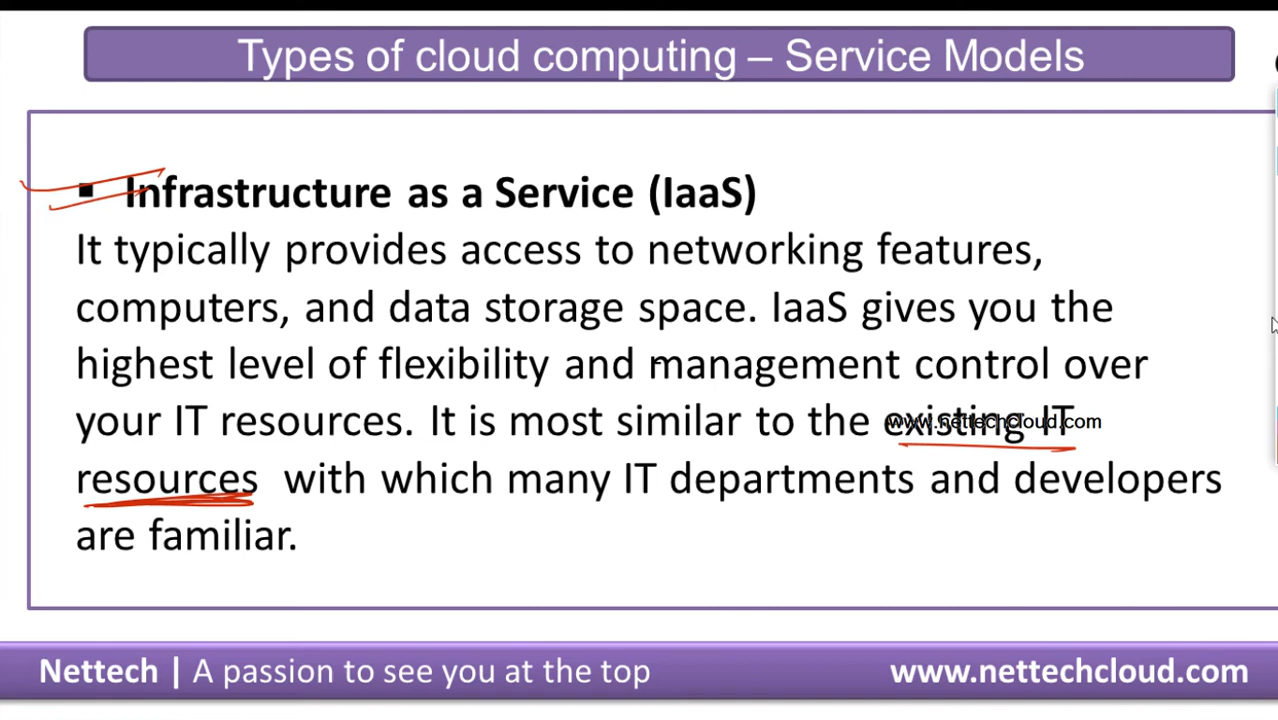 Types of cloud computing – Service Models
▪ Infrastructure as a Service (IaaS)
It typically provides access to networking features,
computers, and data storage space. IaaS gives you the
highest level of flexibility and management control over
your IT resources. It is most similar to the existing IT
www.nettechcloud.com
resources with which many IT departments and developers
are familiar.
Nettech | A passion to see you at the top
www.nettechcloud.com